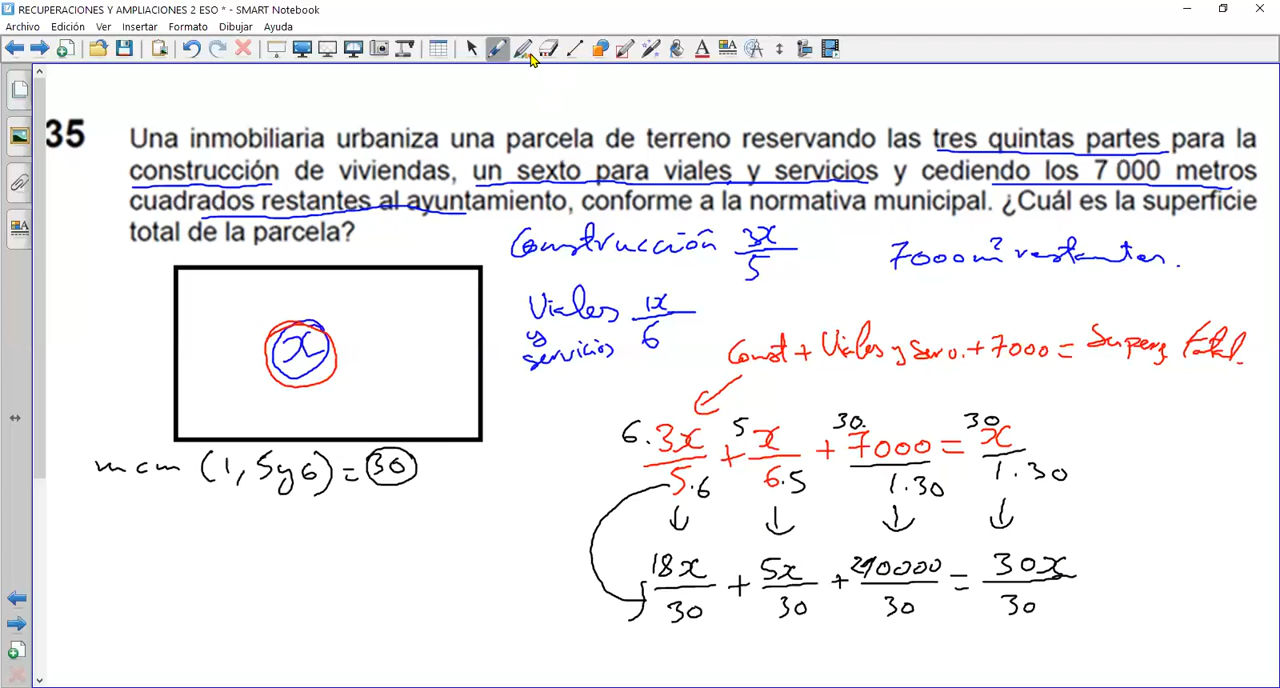 RECUPERACIONES Y AMPLIACIONES 2 ESO * - SMART Notebook
Archivo Edición Ver Insertar Formato Dibujar Ayuda
35 Una inmobiliaria urbaniza una parcela de terreno reservando las tres quintas partes para la
construcción de viviendas, un sexto para viales y servicios y cediendo los 7 000 metros
cuadrados restantes al ayuntamiento, conforme a la normativa municipal. ¿Cuál es la superficie
total de la parcela?
Construcción 3x/5 7000m² restantes.
Viales y servicios 1x/6
x
Const + Viales y serv. + 7000 = Superf total.
6. 3x/5.6 + 5 x/6.5 + 30. 7000/1.30 = 30 x/1.30
mcm (1, 5 y 6) = 30
18x/30 + 5x/30 + 210000/30 = 30x/30